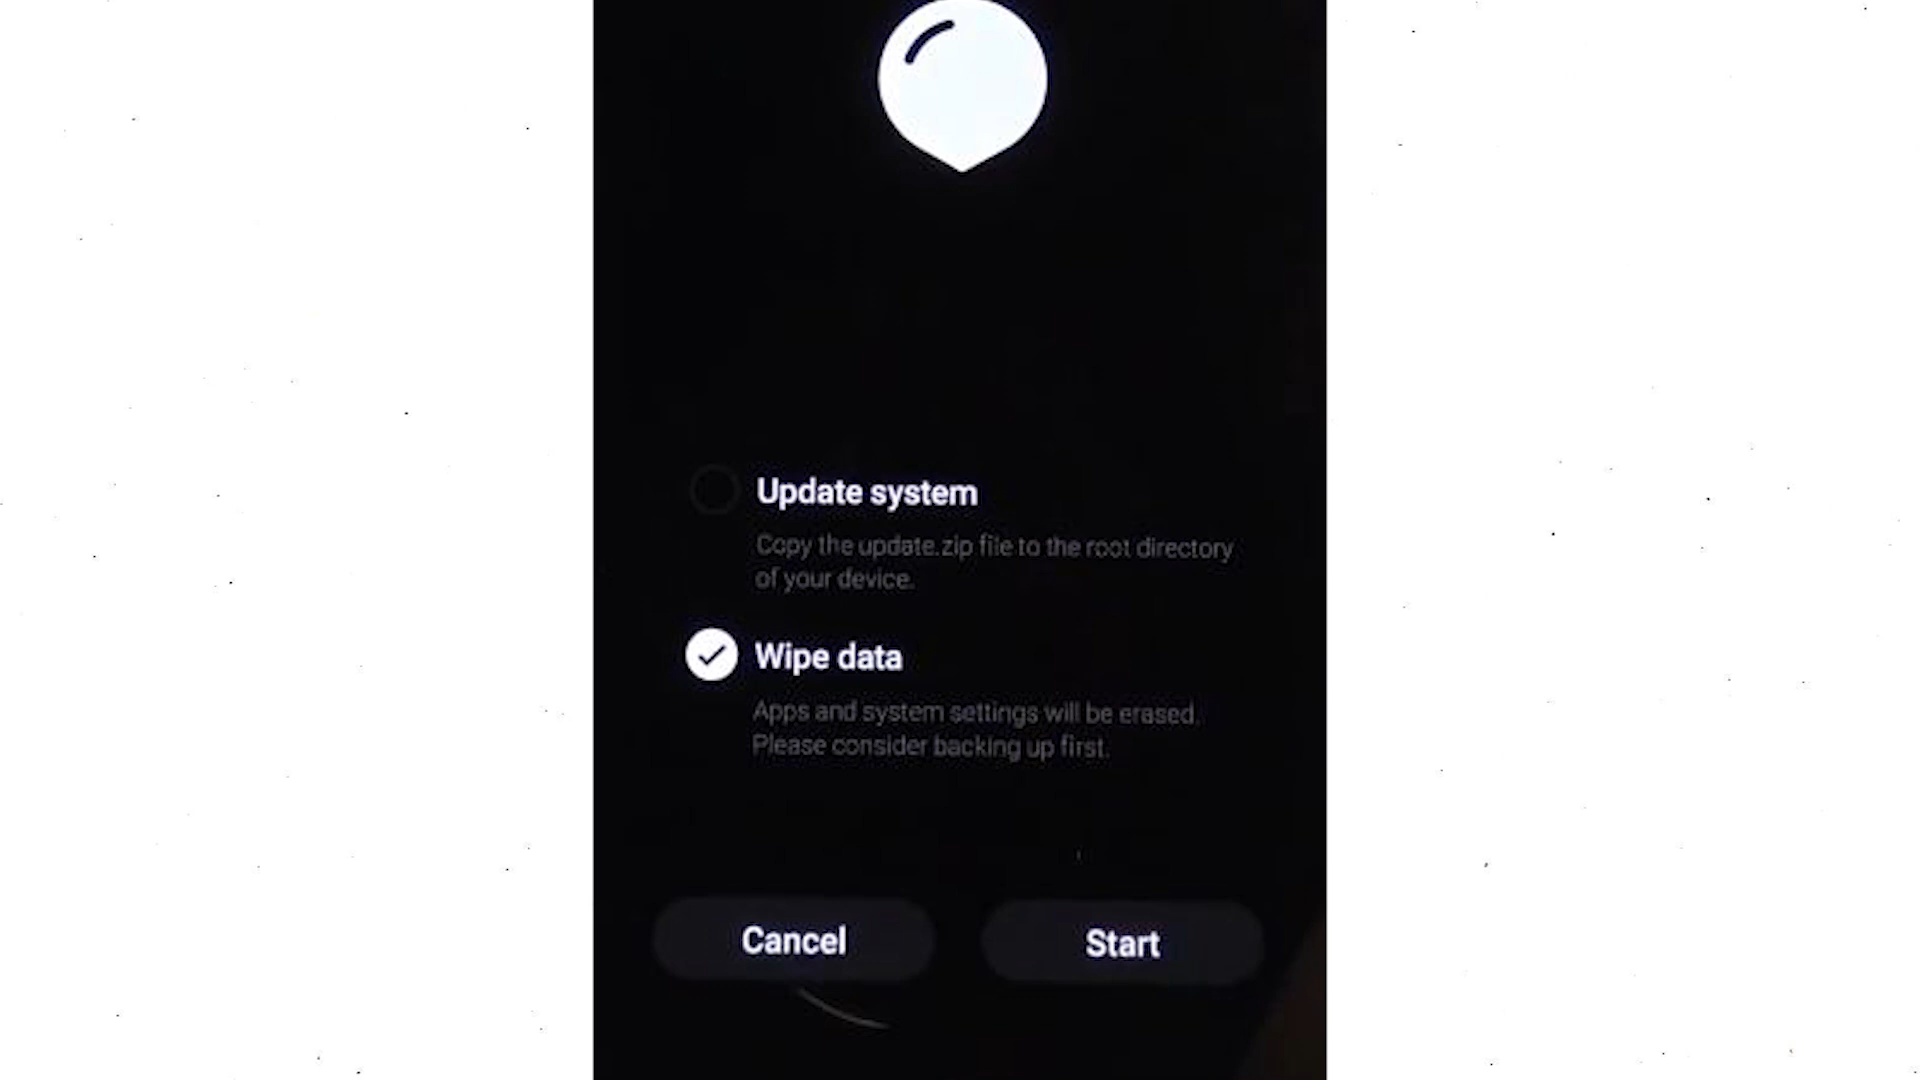 Update system
Copy the update.zip file to the root directory
of your device.
Wipe data
Apps and system settings will be erased.
Please consider backing up first.
Cancel
Start